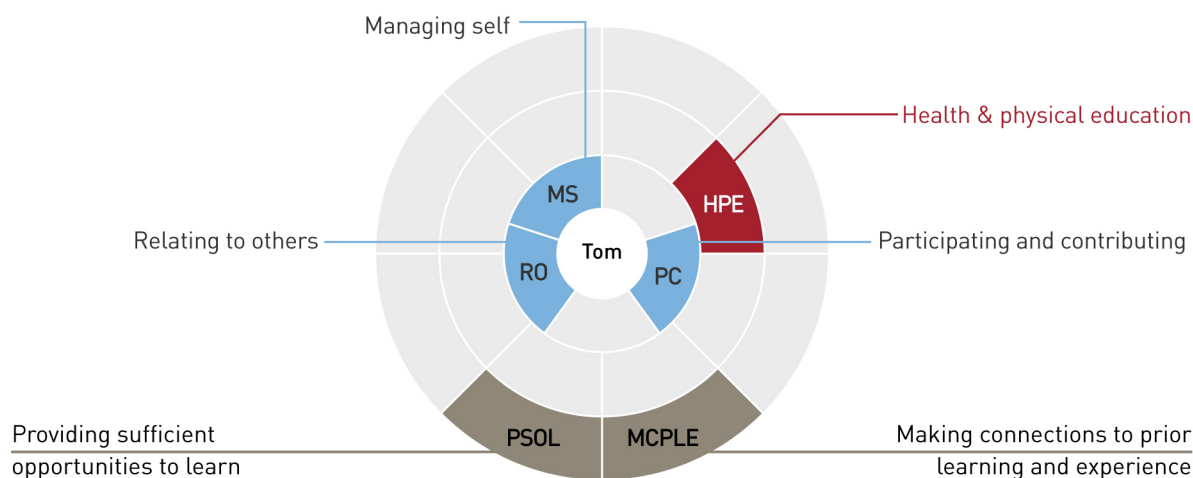 Managing self
Health & physical education
MS
HPE
Relating to others
Tom
Participating and contributing
RO
PC
Providing sufficient
opportunities to learn
PSOL
MCPLE
Making connections to prior
learning and experience